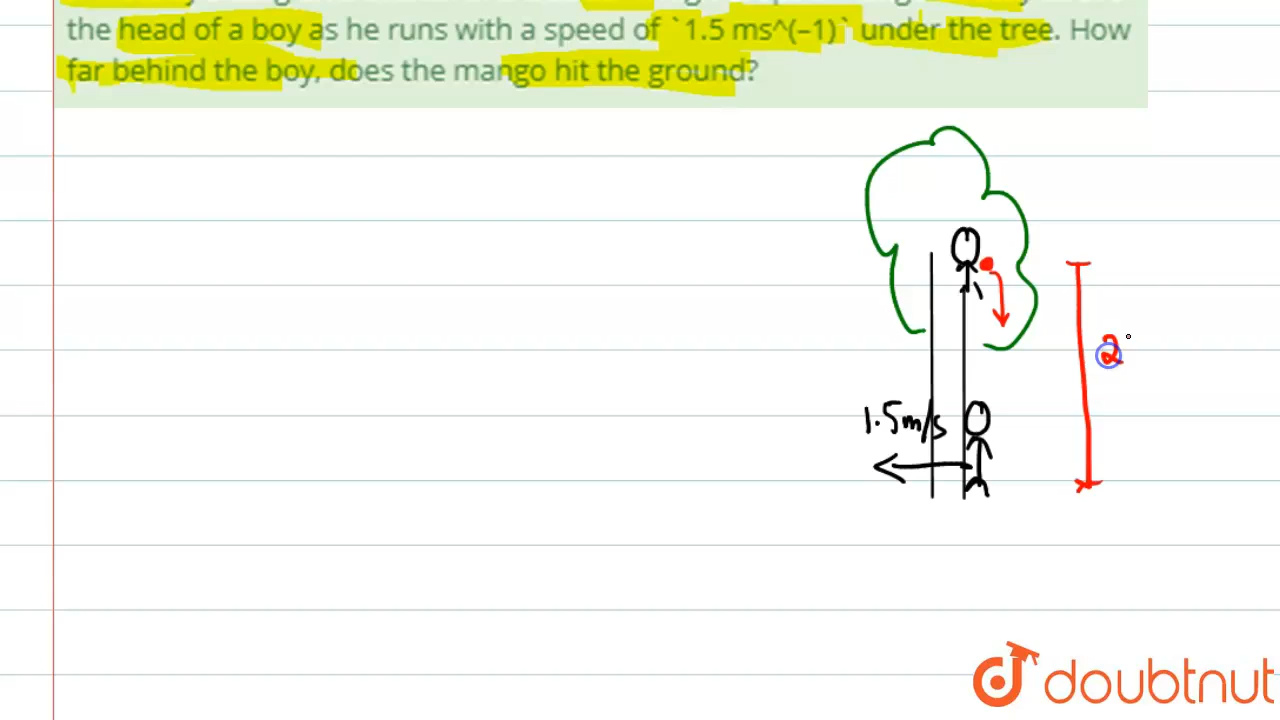 the head of a boy as he runs with a speed of `1.5 ms^(–1)` under the tree. How
far behind the boy, does the mango hit the ground?
1.5m/s
2
doubtnut